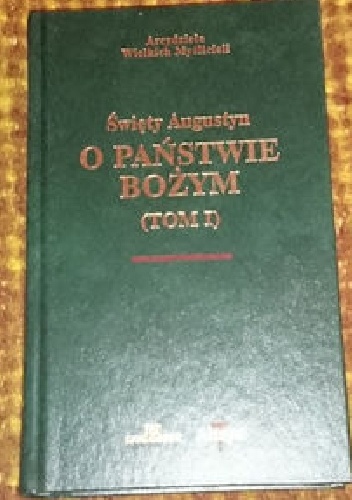 Arcydzieła
Wielkich Myślicieli
Święty Augustyn
O PAŃSTWIE
BOŻYM
(TOM I)